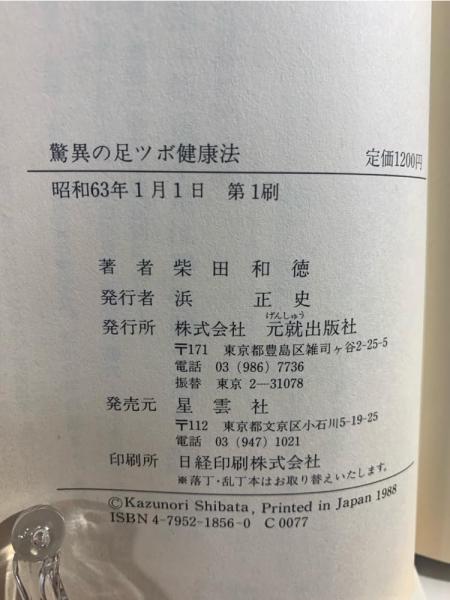 驚異の足ツボ健康法 定価1200円
昭和63年1月1日 第1刷
著者 柴田和徳
発行者 浜 正史
げんしゅう
発行所 株式会社 元就出版社
〒171 東京都豊島区雑司ヶ谷2-25-5
電話 03(986)7736
振替 東京 2―31078
発売元 星雲社
〒112 東京都文京区小石川5-19-25
電話 03(947)1021
印刷所 日経印刷株式会社
※落丁・乱丁本はお取り替えいたします。
©Kazunori Shibata, Printed in Japan 1988
ISBN 4-7952-1856-0 C0077